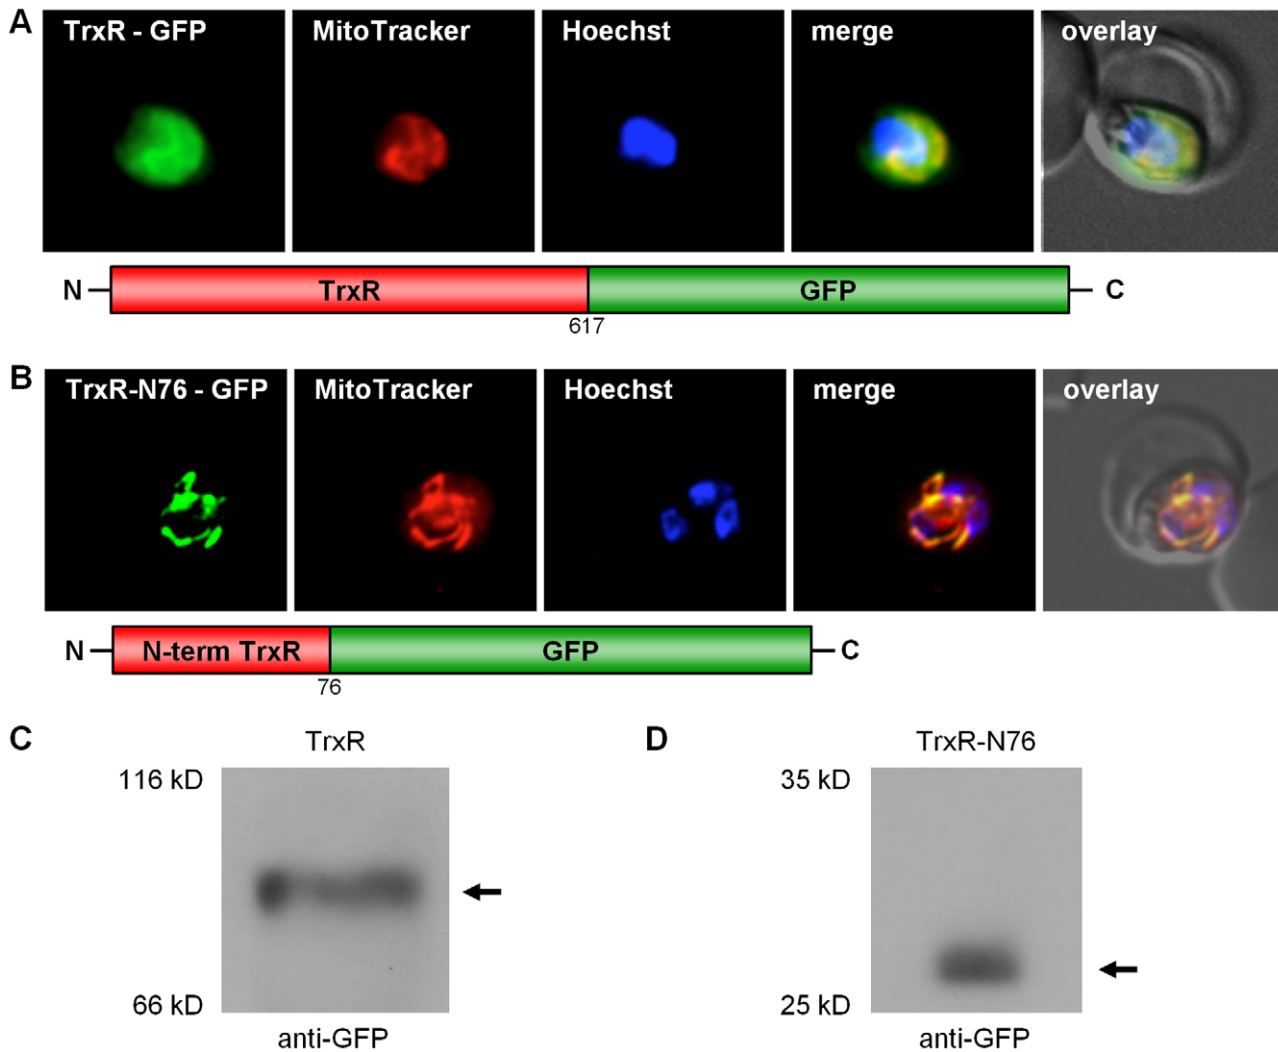 A
TrxR - GFP MitoTracker Hoechst merge overlay
N TrxR GFP C
617
B
TrxR-N76 - GFP MitoTracker Hoechst merge overlay
N N-term TrxR GFP C
76
C TrxR
116 kD
66 kD
anti-GFP
D TrxR-N76
35 kD
25 kD
anti-GFP